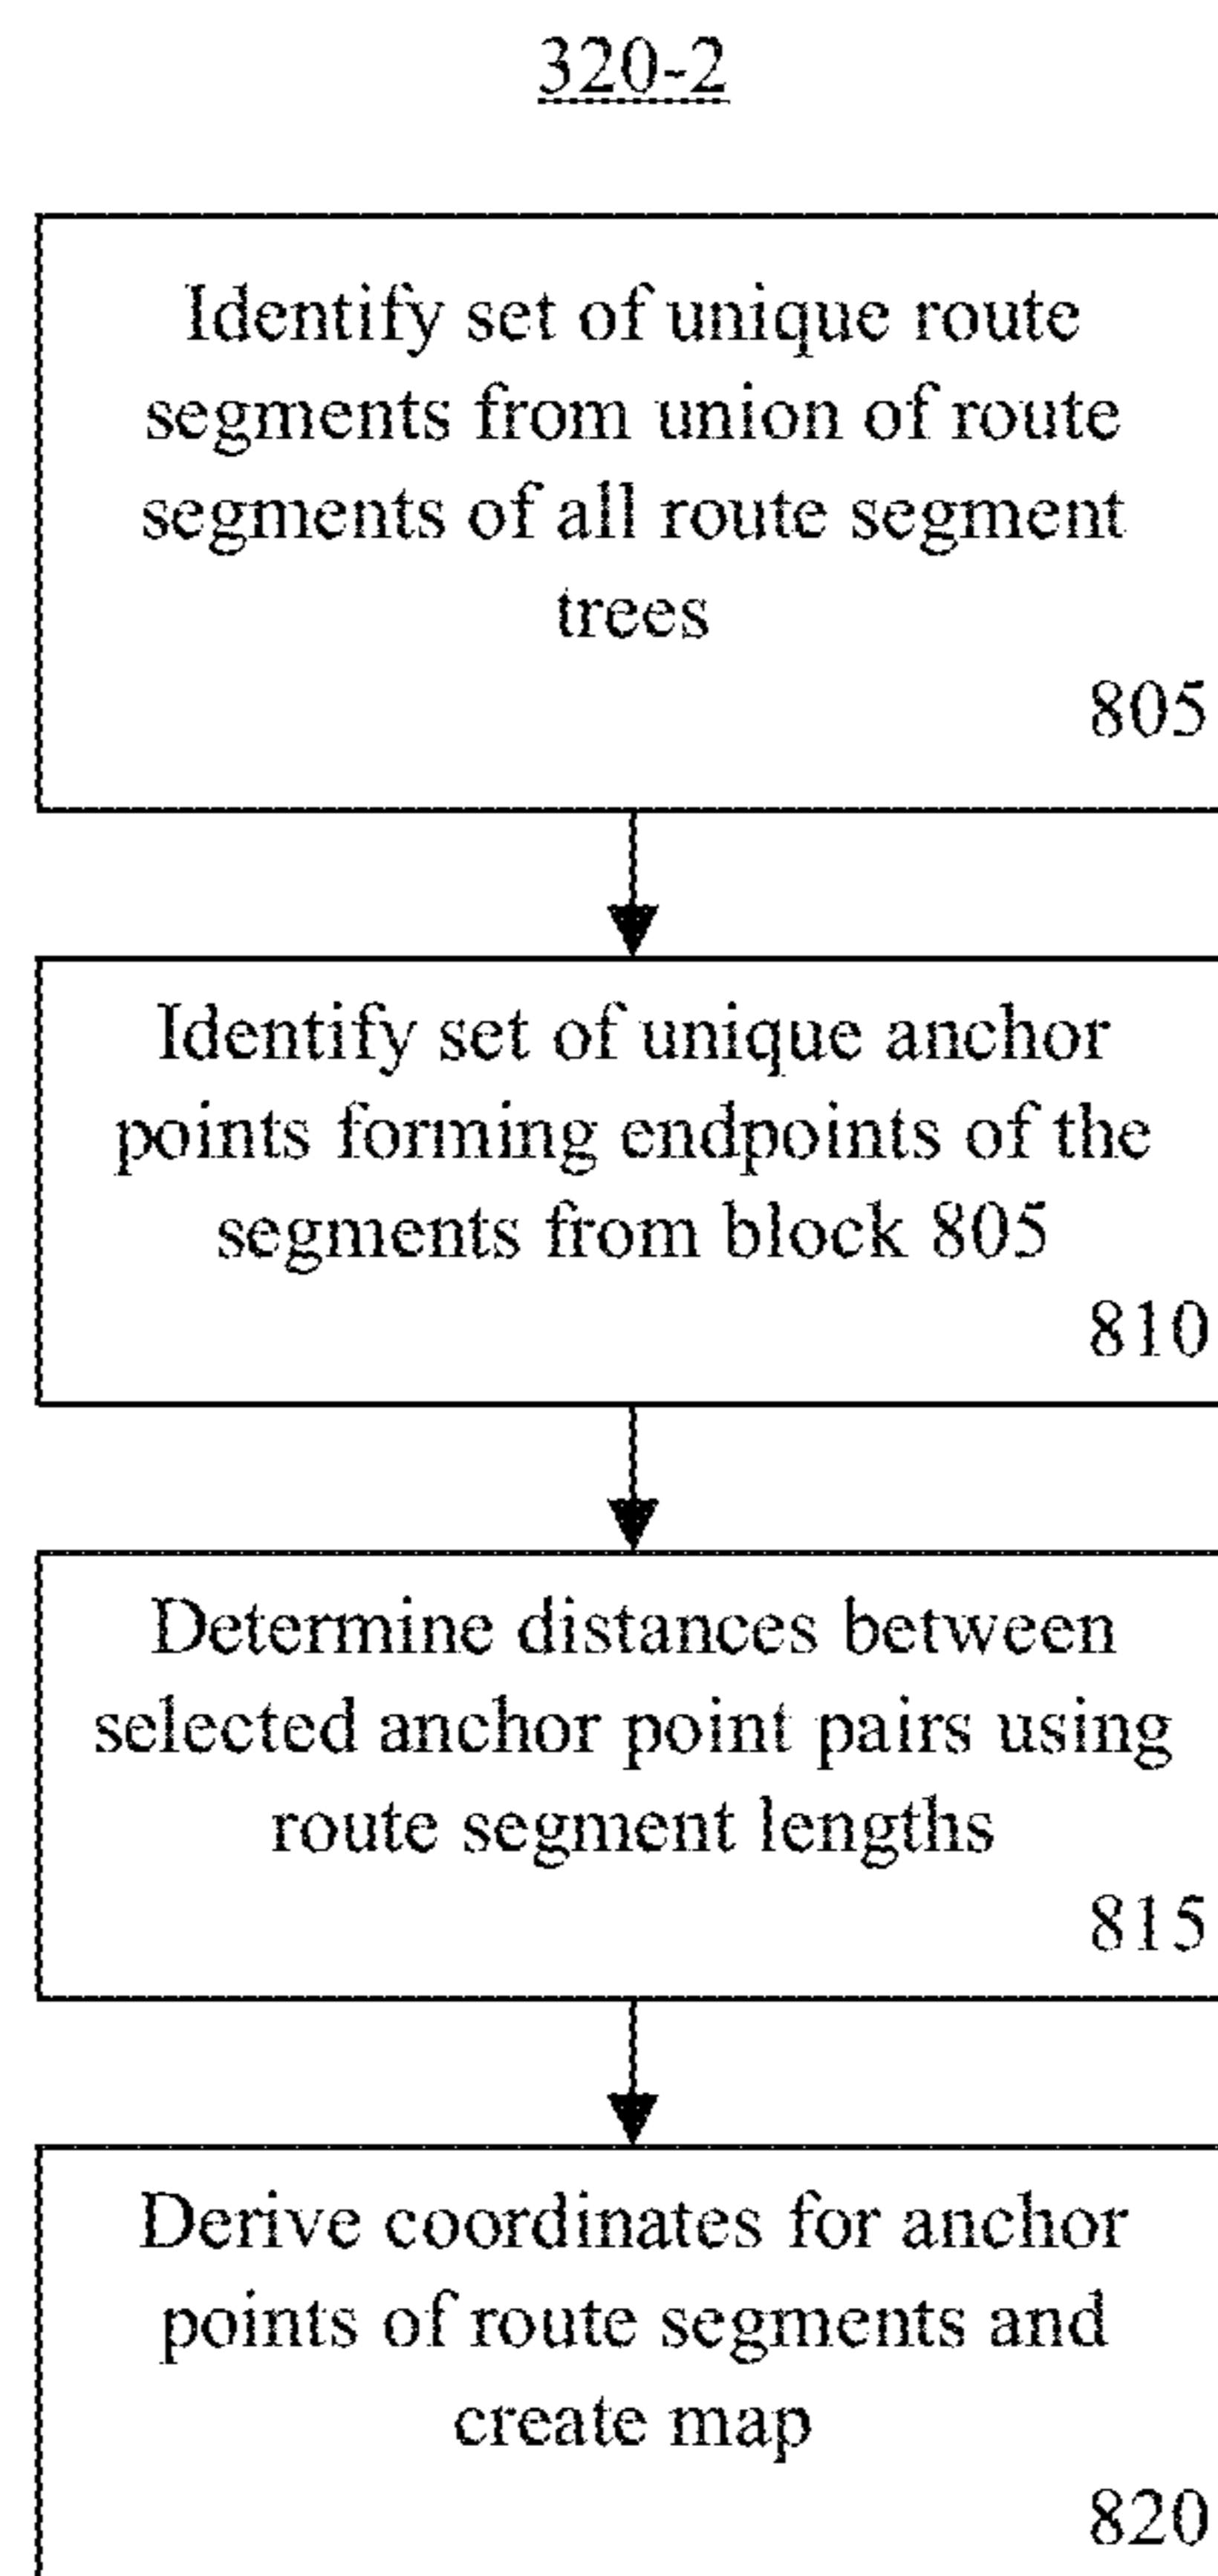 320-2
Identify set of unique route
segments from union of route
segments of all route segment
trees
805
Identify set of unique anchor
points forming endpoints of the
segments from block 805
810
Determine distances between
selected anchor point pairs using
route segment lengths
815
Derive coordinates for anchor
points of route segments and
create map
820